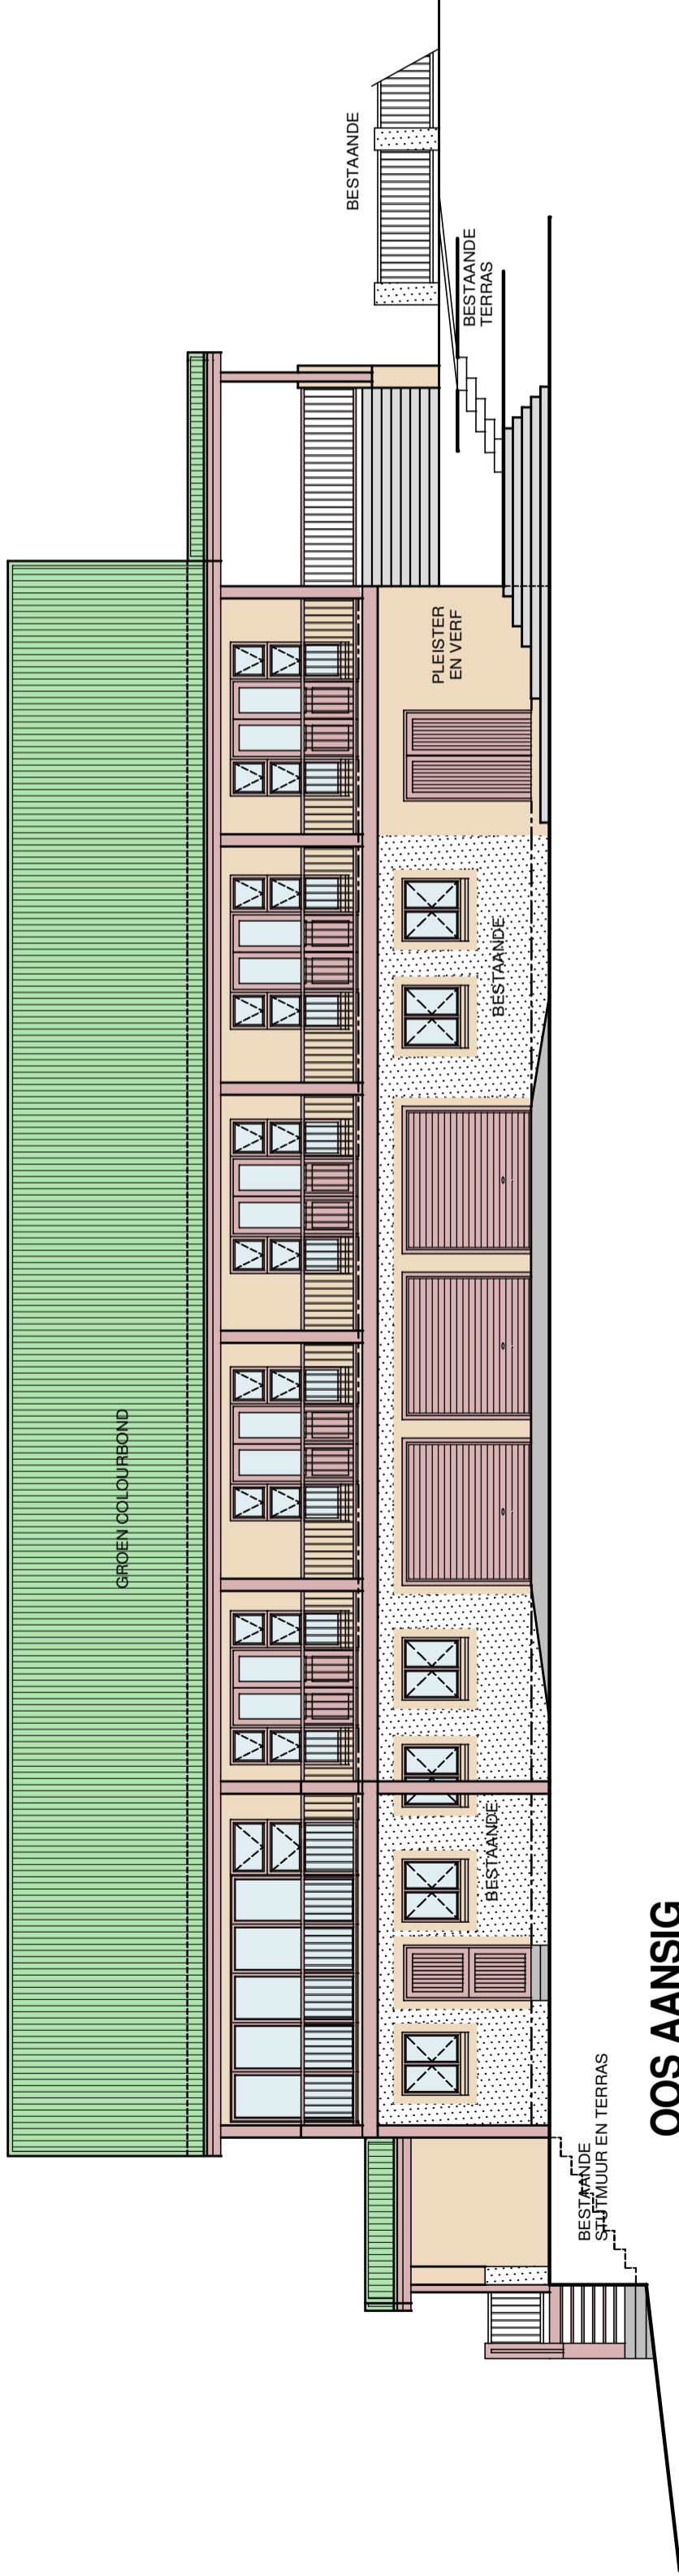 GROEN COLOURBOND
BESTAANDE
BESTAANDE
TERRAS
PLEISTER
EN VERF
BESTAANDE
BESTAANDE
BESTAANDE
STUTMUUR EN TERRAS
OOS AANSIG